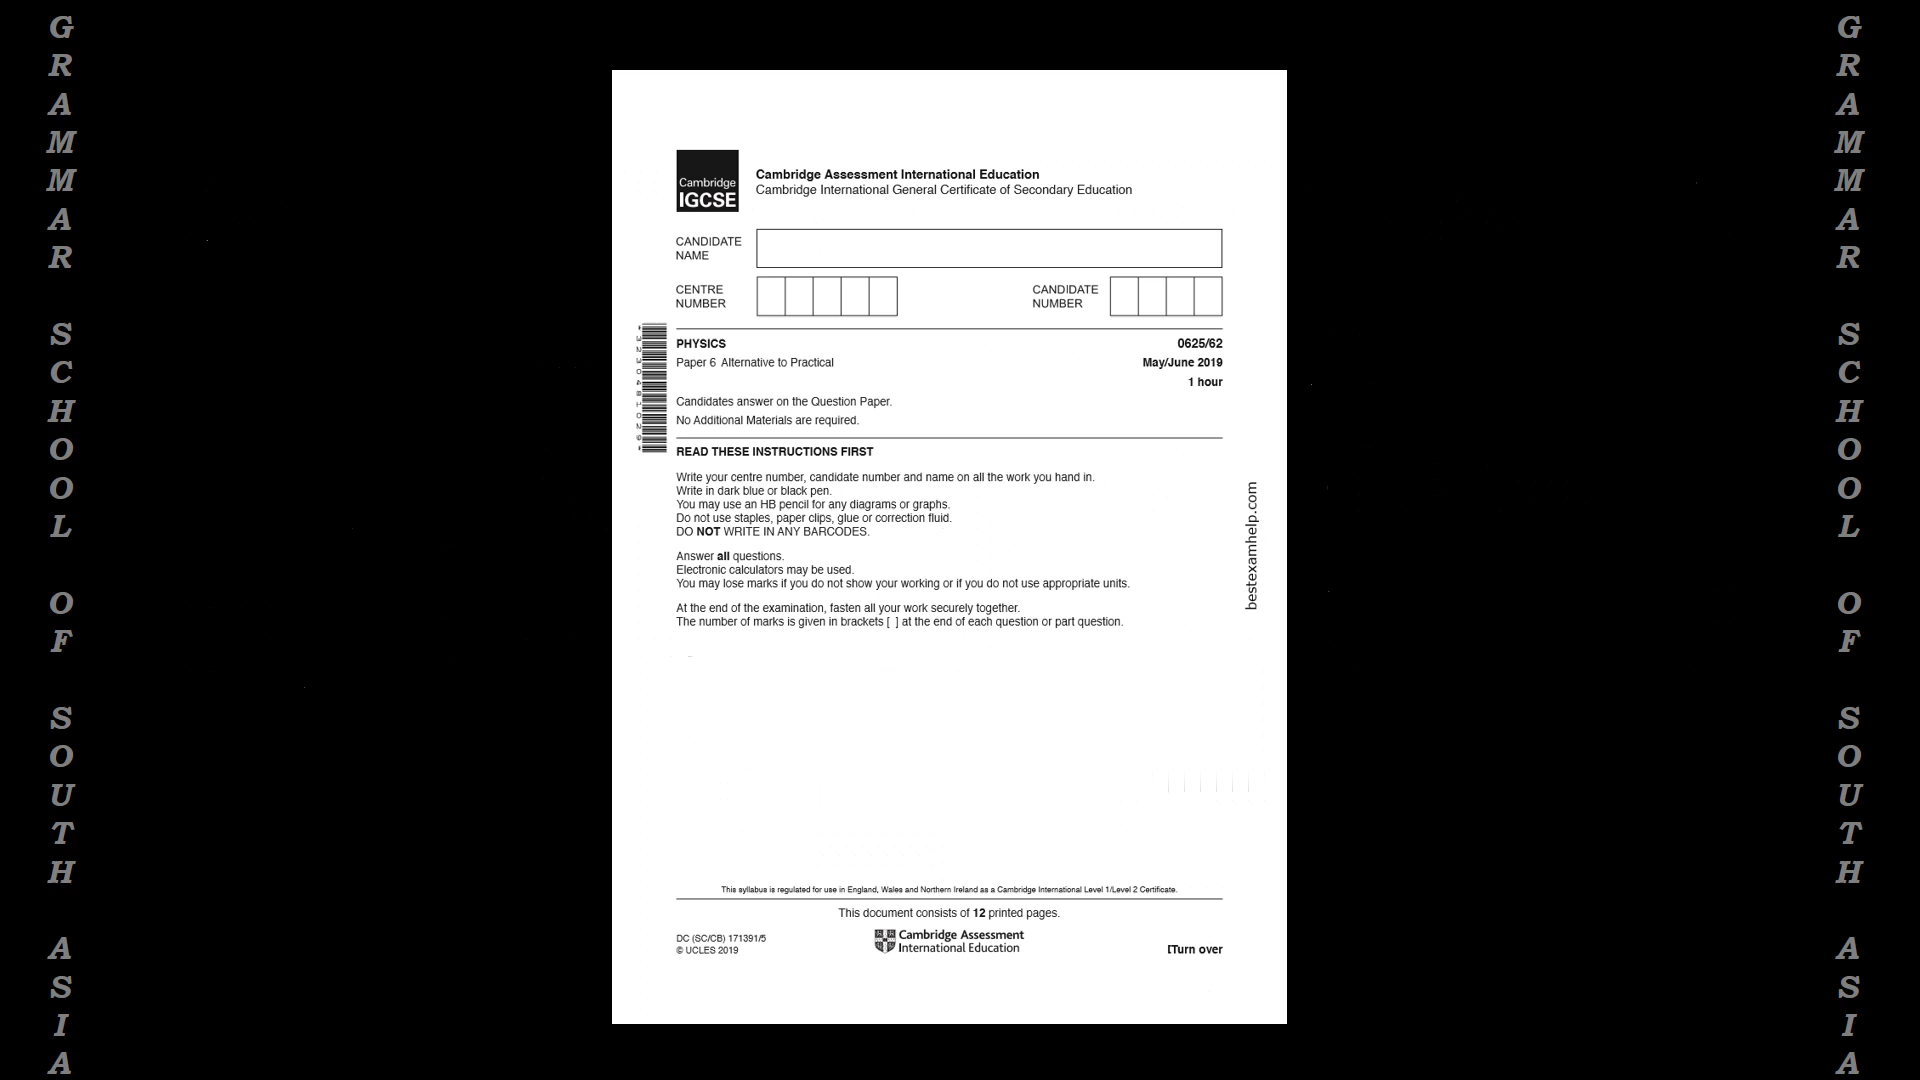 GRAMMAR SCHOOL OF SOUTH ASIA
Cambridge
IGCSE
Cambridge Assessment International Education
Cambridge International General Certificate of Secondary Education
CANDIDATE
NAME
CENTRE
NUMBER
CANDIDATE
NUMBER
*3230481029*
PHYSICS 0625/62
Paper 6 Alternative to Practical May/June 2019
1 hour
Candidates answer on the Question Paper.
No Additional Materials are required.
READ THESE INSTRUCTIONS FIRST
Write your centre number, candidate number and name on all the work you hand in.
Write in dark blue or black pen.
You may use an HB pencil for any diagrams or graphs.
Do not use staples, paper clips, glue or correction fluid.
DO NOT WRITE IN ANY BARCODES.
Answer all questions.
Electronic calculators may be used.
You may lose marks if you do not show your working or if you do not use appropriate units.
At the end of the examination, fasten all your work securely together.
The number of marks is given in brackets [ ] at the end of each question or part question.
bestexamhelp.com
This syllabus is regulated for use in England, Wales and Northern Ireland as a Cambridge International Level 1/Level 2 Certificate.
This document consists of 12 printed pages.
DC (SC/CB) 171391/5
© UCLES 2019
Cambridge Assessment
International Education
[Turn over
GRAMMAR SCHOOL OF SOUTH ASIA